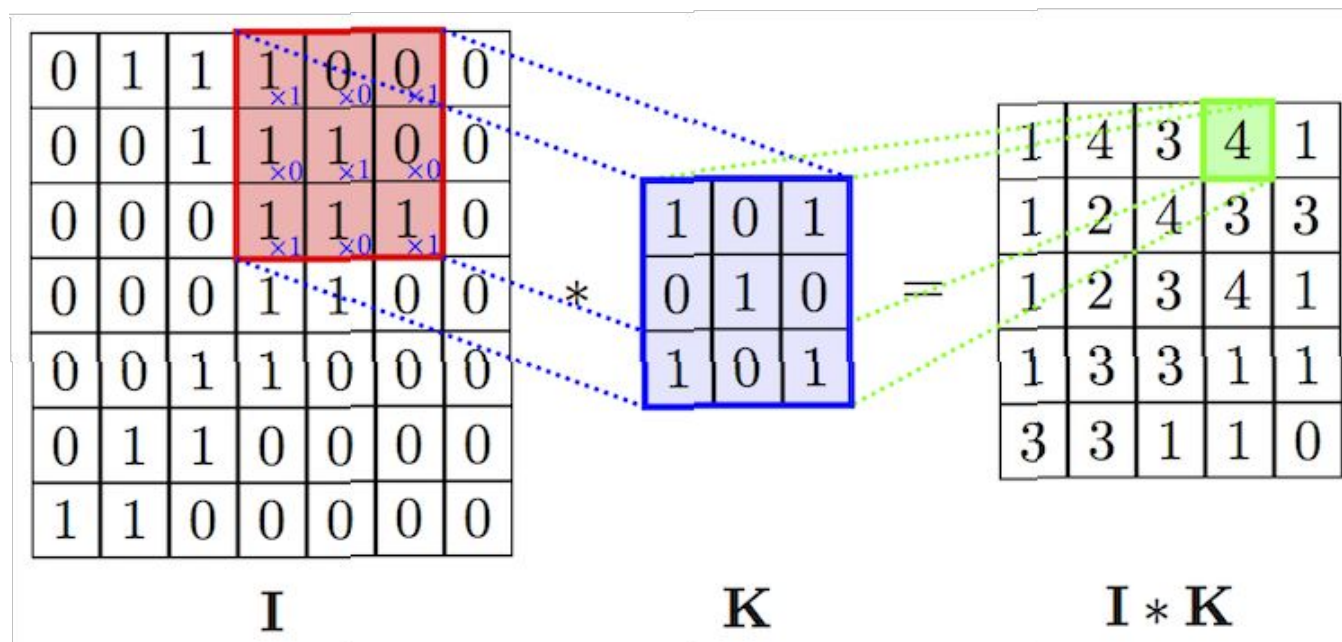 0 1 1 1×1 0×0 0×1 0
0 0 1 1×0 1×1 0×0 0
0 0 0 1×1 1×0 1×1 0
0 0 0 1 1 0 0
0 0 1 1 0 0 0
0 1 1 0 0 0 0
1 1 0 0 0 0 0
I
*
1 0 1
0 1 0
1 0 1
K
=
1 4 3 4 1
1 2 4 3 3
1 2 3 4 1
1 3 3 1 1
3 3 1 1 0
I * K